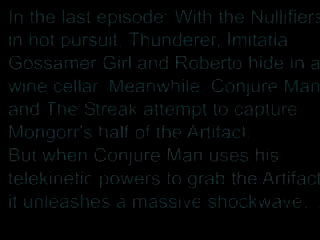 In the last episode: With the Nullifiers
in hot pursuit, Thunderer, Imitatia
Gossamer Girl and Roberto hide in a
wine cellar. Meanwhile, Conjure Man
and The Streak attempt to capture
Morigorr's half of the Artifact.
But when Conjure Man uses his
telekinetic powers to grab the Artifact
it unleashes a massive shockwave...